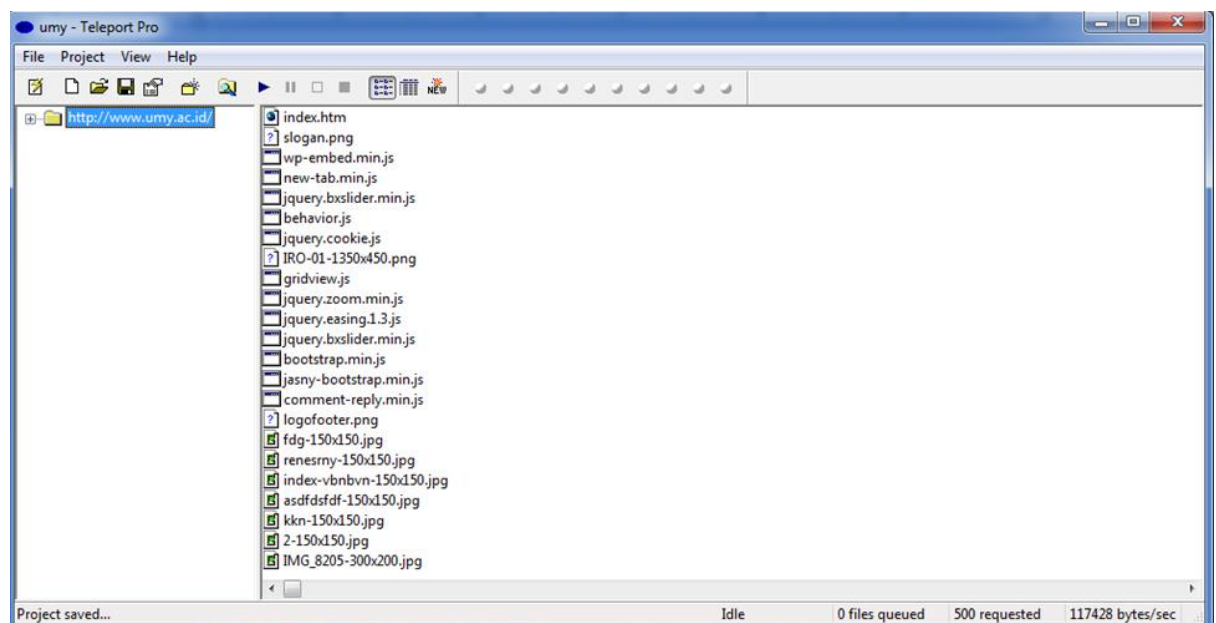 umy - Teleport Pro
File Project View Help
NEW
http://www.umy.ac.id/
index.htm
slogan.png
wp-embed.min.js
new-tab.min.js
jquery.bxslider.min.js
behavior.js
jquery.cookie.js
IRO-01-1350x450.png
gridview.js
jquery.zoom.min.js
jquery.easing.1.3.js
jquery.bxslider.min.js
bootstrap.min.js
jasny-bootstrap.min.js
comment-reply.min.js
logofooter.png
fdg-150x150.jpg
renesrny-150x150.jpg
index-vbnbvn-150x150.jpg
asdfdsfdf-150x150.jpg
kkn-150x150.jpg
2-150x150.jpg
IMG_8205-300x200.jpg
Project saved... Idle 0 files queued 500 requested 117428 bytes/sec